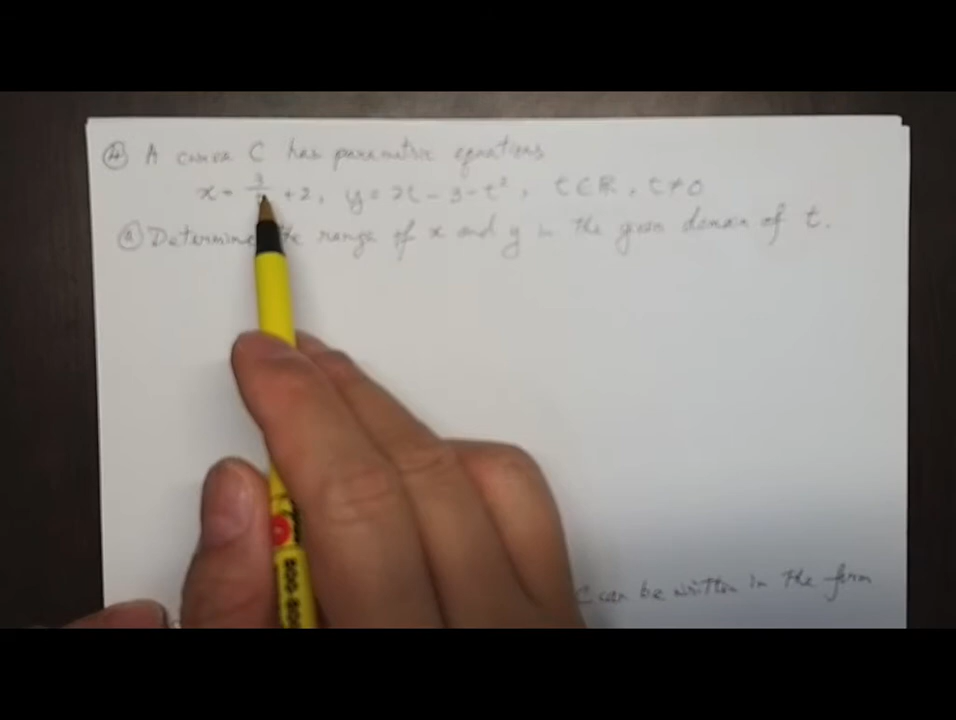 ④ A curve C has parametric equations
x = 3/t + 2, y = 2t - 3 - t², t ∈ ℝ, t ≠ 0
ⓐ Determine the range of x and y in the given domain of t.
C can be written in the form